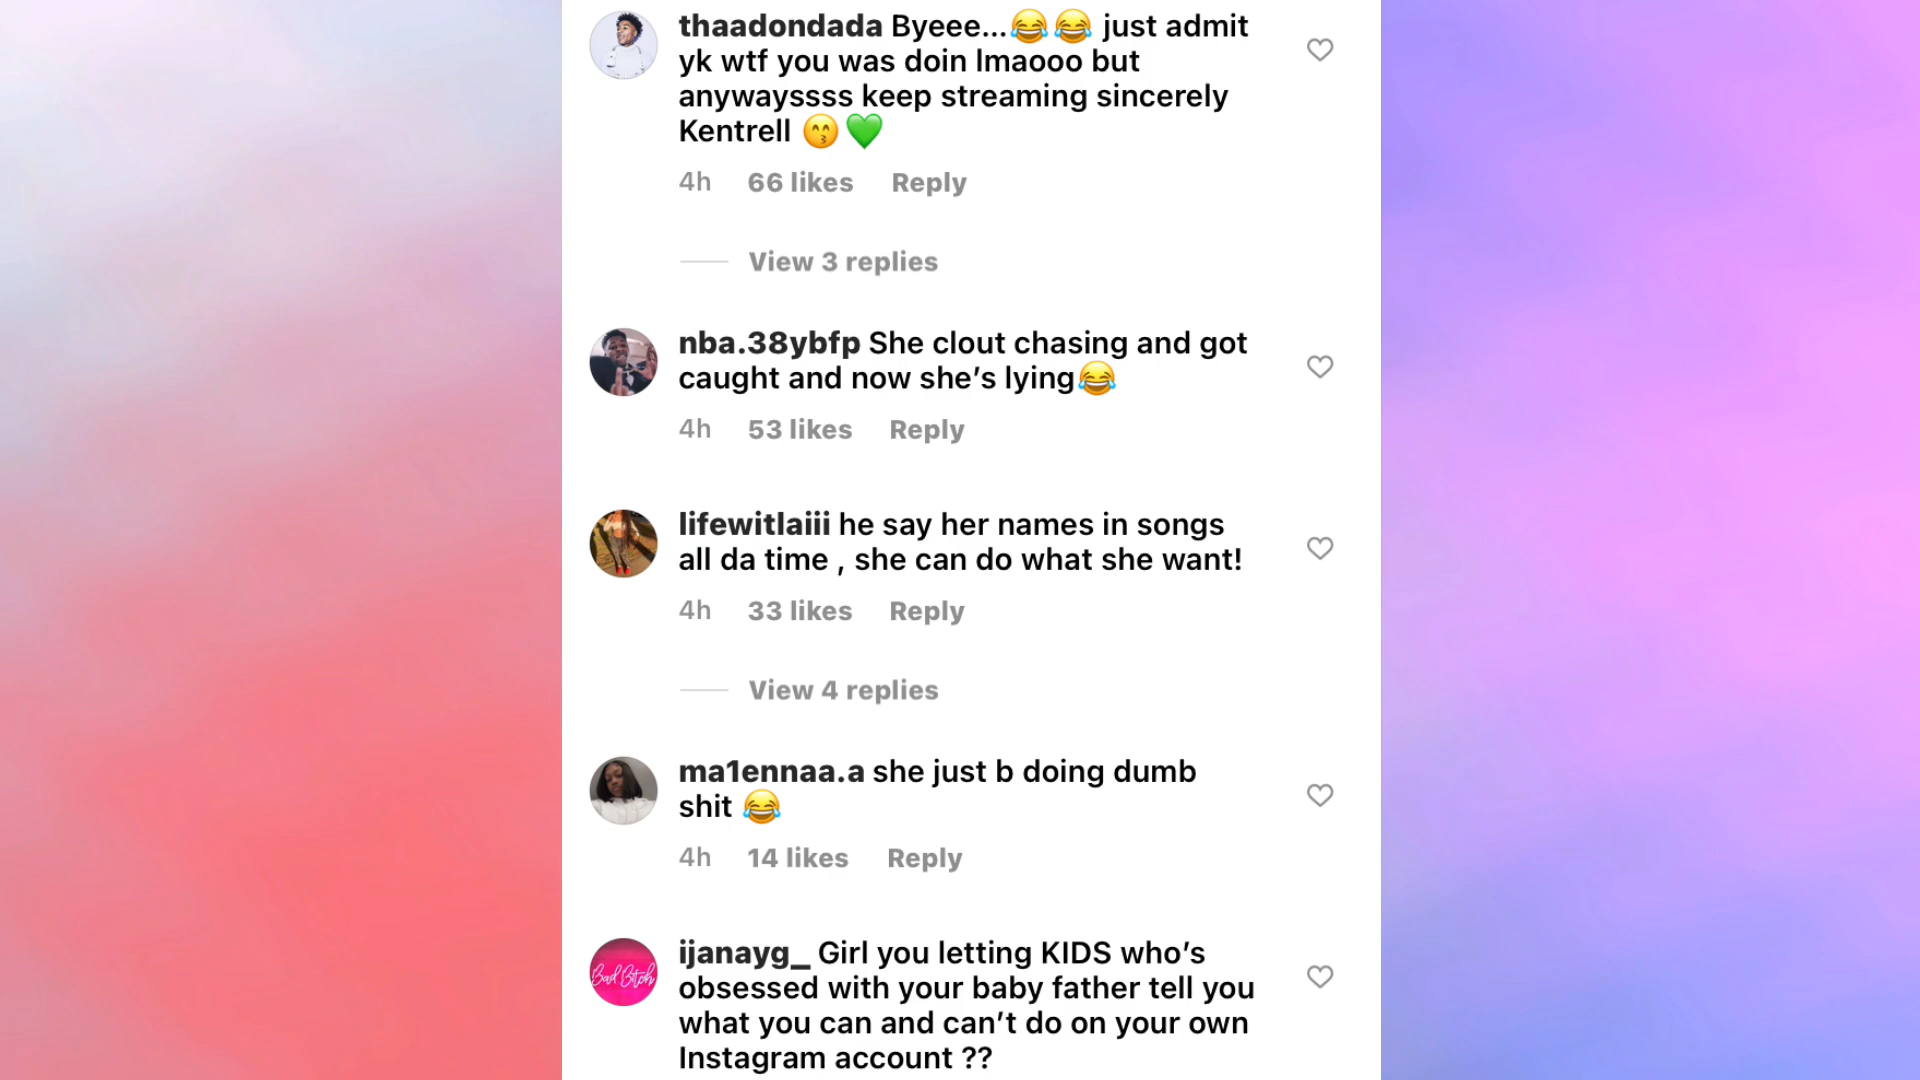 thaadondada Byeee...😂😂 just admit
yk wtf you was doin lmaooo but
anywayssss keep streaming sincerely
Kentrell 😙💚
4h 66 likes Reply
View 3 replies
nba.38ybfp She clout chasing and got
caught and now she’s lying😂
4h 53 likes Reply
lifewitlaiii he say her names in songs
all da time , she can do what she want!
4h 33 likes Reply
View 4 replies
ma1ennaa.a she just b doing dumb
shit 😂
4h 14 likes Reply
Bad Bitch
ijanayg_ Girl you letting KIDS who’s
obsessed with your baby father tell you
what you can and can’t do on your own
Instagram account ??